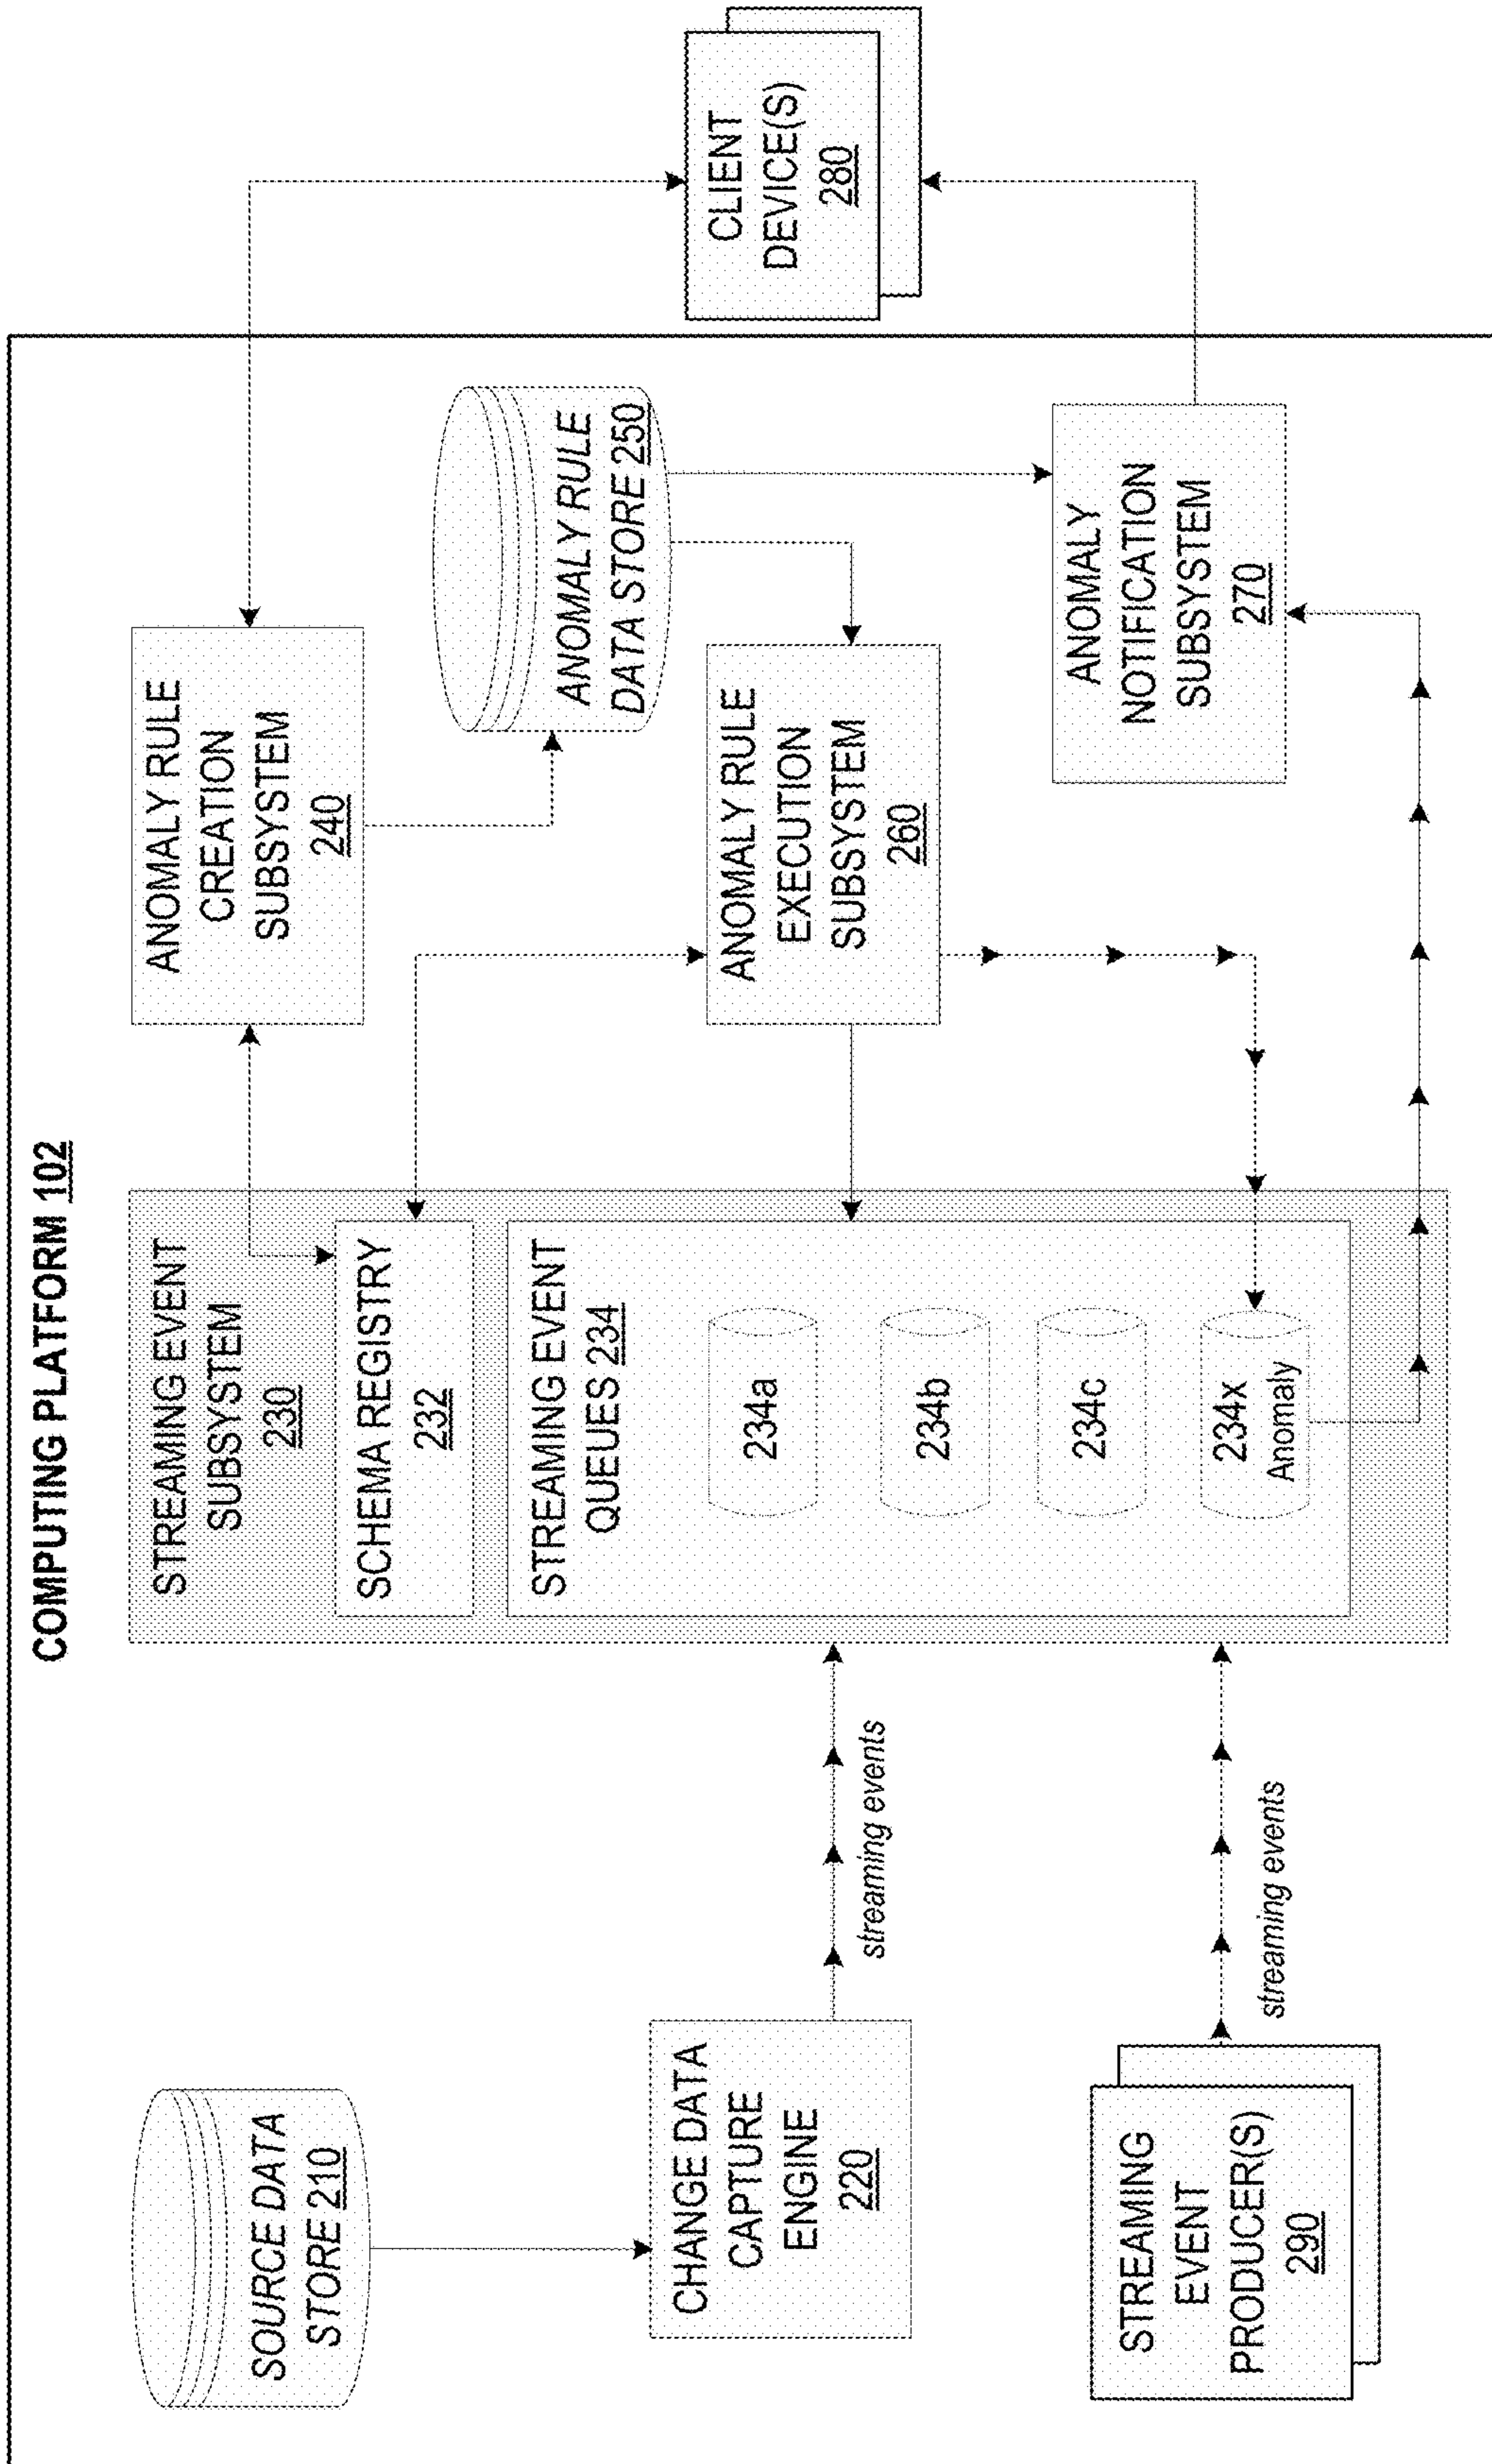 COMPUTING PLATFORM 102
SOURCE DATA
STORE 210
CHANGE DATA
CAPTURE
ENGINE
220
streaming events
STREAMING
EVENT
PRODUCER(S)
290
streaming events
STREAMING EVENT
SUBSYSTEM
230
SCHEMA REGISTRY
232
STREAMING EVENT
QUEUES 234
234a
234b
234c
234x
Anomaly
ANOMALY RULE
CREATION
SUBSYSTEM
240
ANOMALY RULE
DATA STORE 250
ANOMALY RULE
EXECUTION
SUBSYSTEM
260
ANOMALY
NOTIFICATION
SUBSYSTEM
270
CLIENT
DEVICE(S)
280